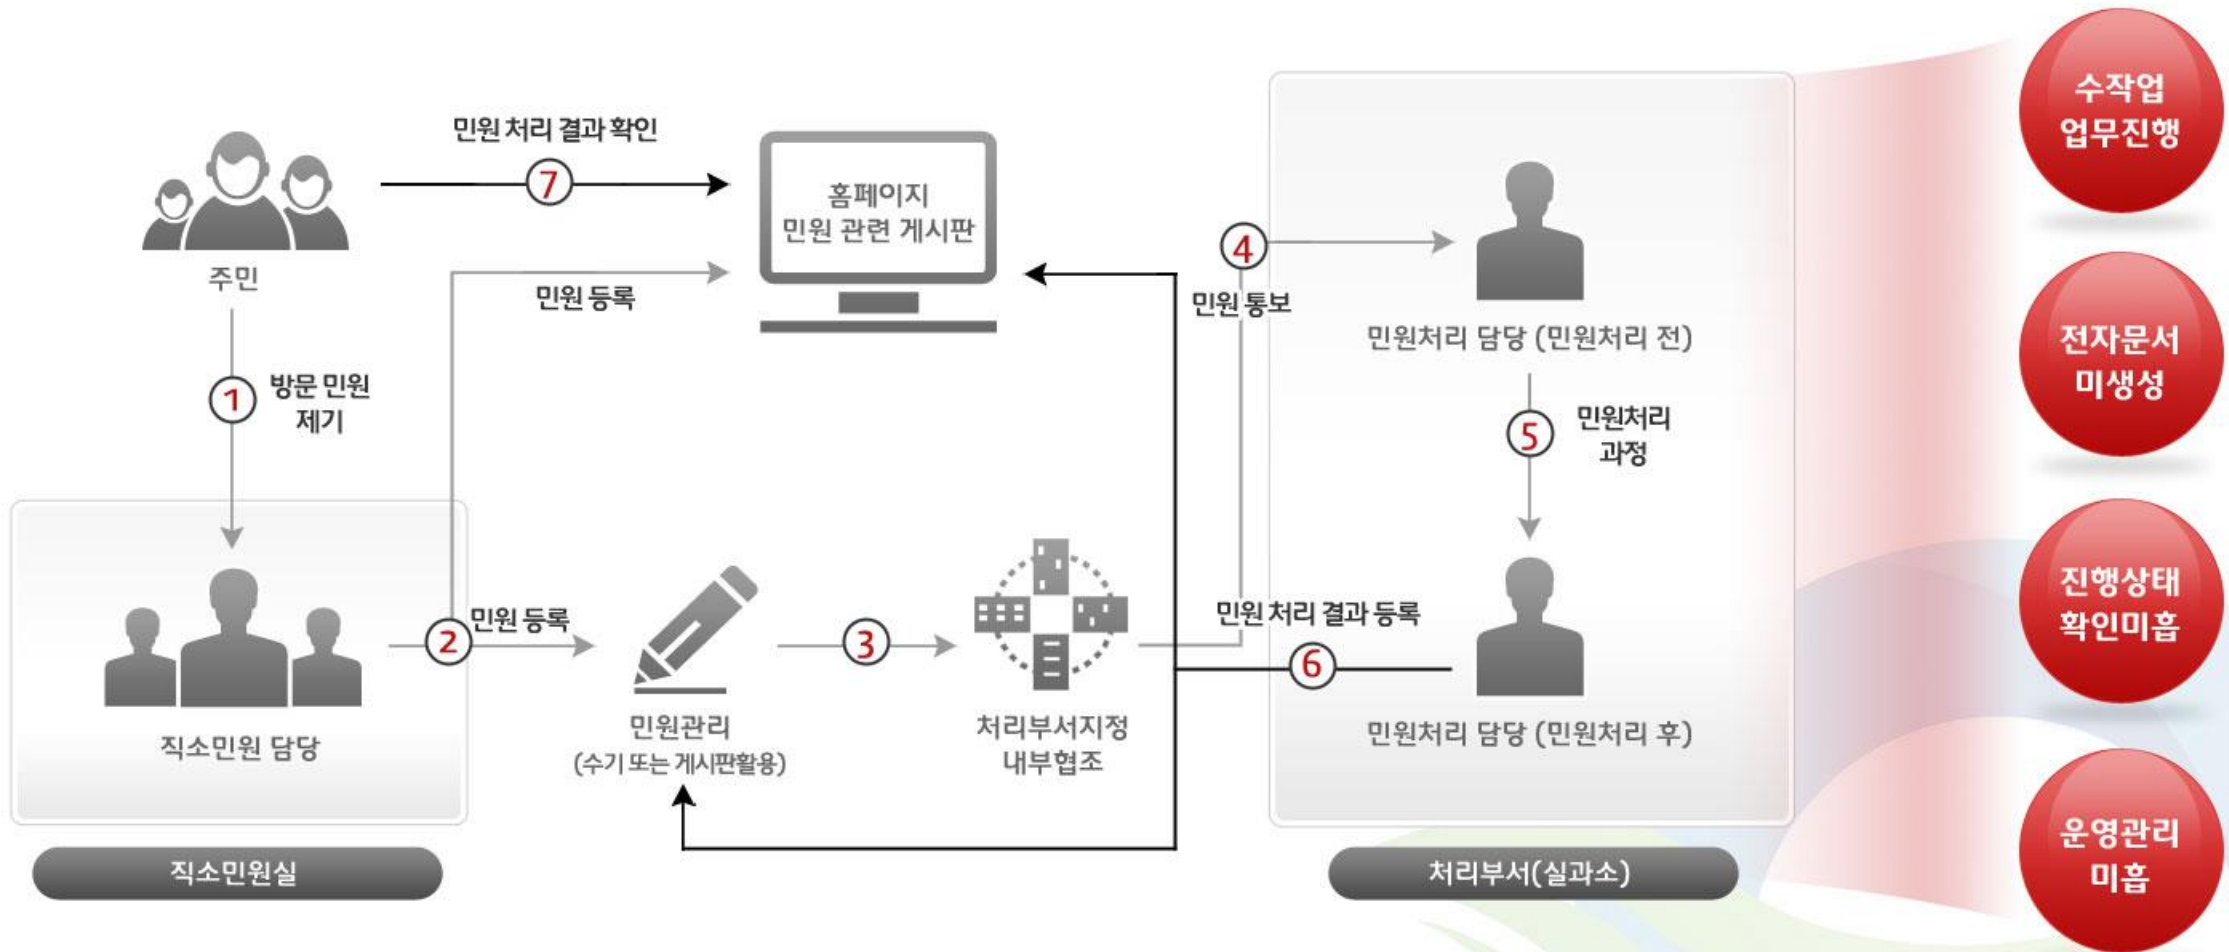 민원 처리 결과 확인
7
홈페이지
민원 관련 게시판
주민
민원 등록
1
방문 민원
제기
직소민원 담당
직소민원실
2
민원 등록
민원관리
(수기 또는 게시판활용)
3
처리부서지정
내부협조
4
민원 통보
민원처리 담당 (민원처리 전)
5
민원처리
과정
민원 처리 결과 등록
6
민원처리 담당 (민원처리 후)
처리부서(실과소)
수작업
업무진행
전자문서
미생성
진행상태
확인미흡
운영관리
미흡